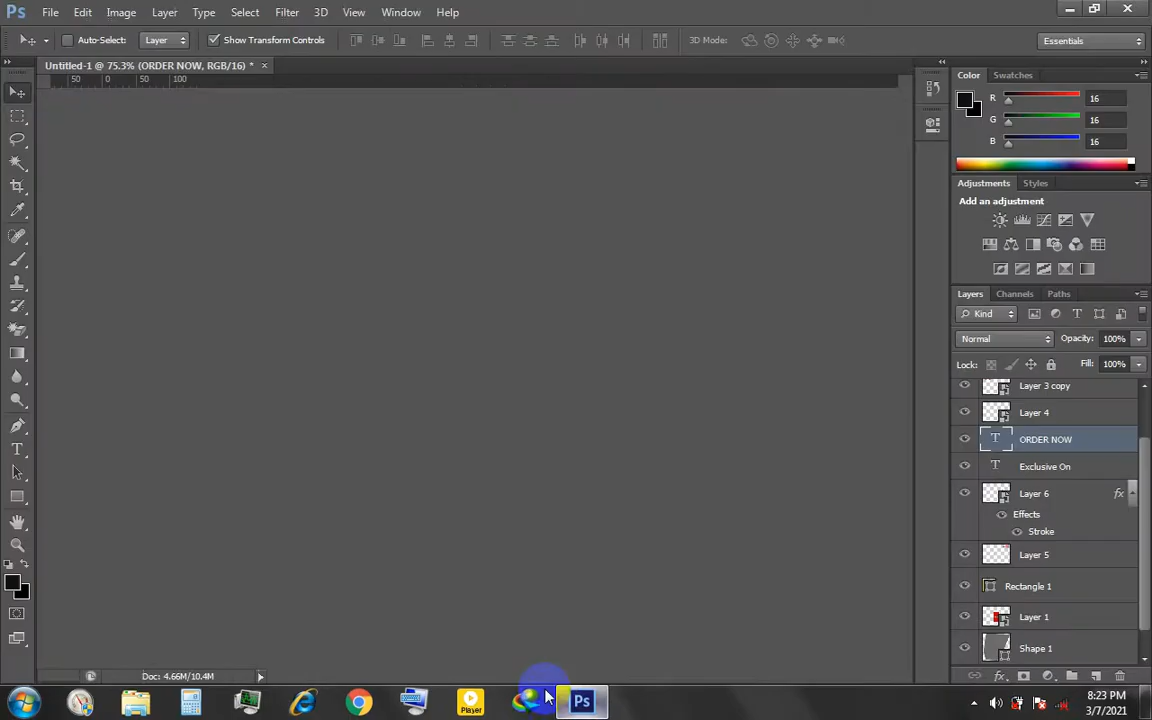 Ps File Edit Image Layer Type Select Filter 3D View Window Help
Auto-Select: Layer Show Transform Controls 3D Mode: Essentials
Untitled-1 @ 75.3% (ORDER NOW, RGB/16) * ×
50 0 50 100
Color Swatches
R 16
G 16
B 16
Adjustments Styles
Add an adjustment
Layers Channels Paths
Kind
Normal Opacity: 100%
Lock: Fill: 100%
Layer 3 copy
Layer 4
T ORDER NOW
T Exclusive On
Layer 6 fx
Effects
Stroke
Layer 5
Rectangle 1
Layer 1
Shape 1
Doc: 4.66M/10.4M
Player
Ps
8:23 PM
3/7/2021